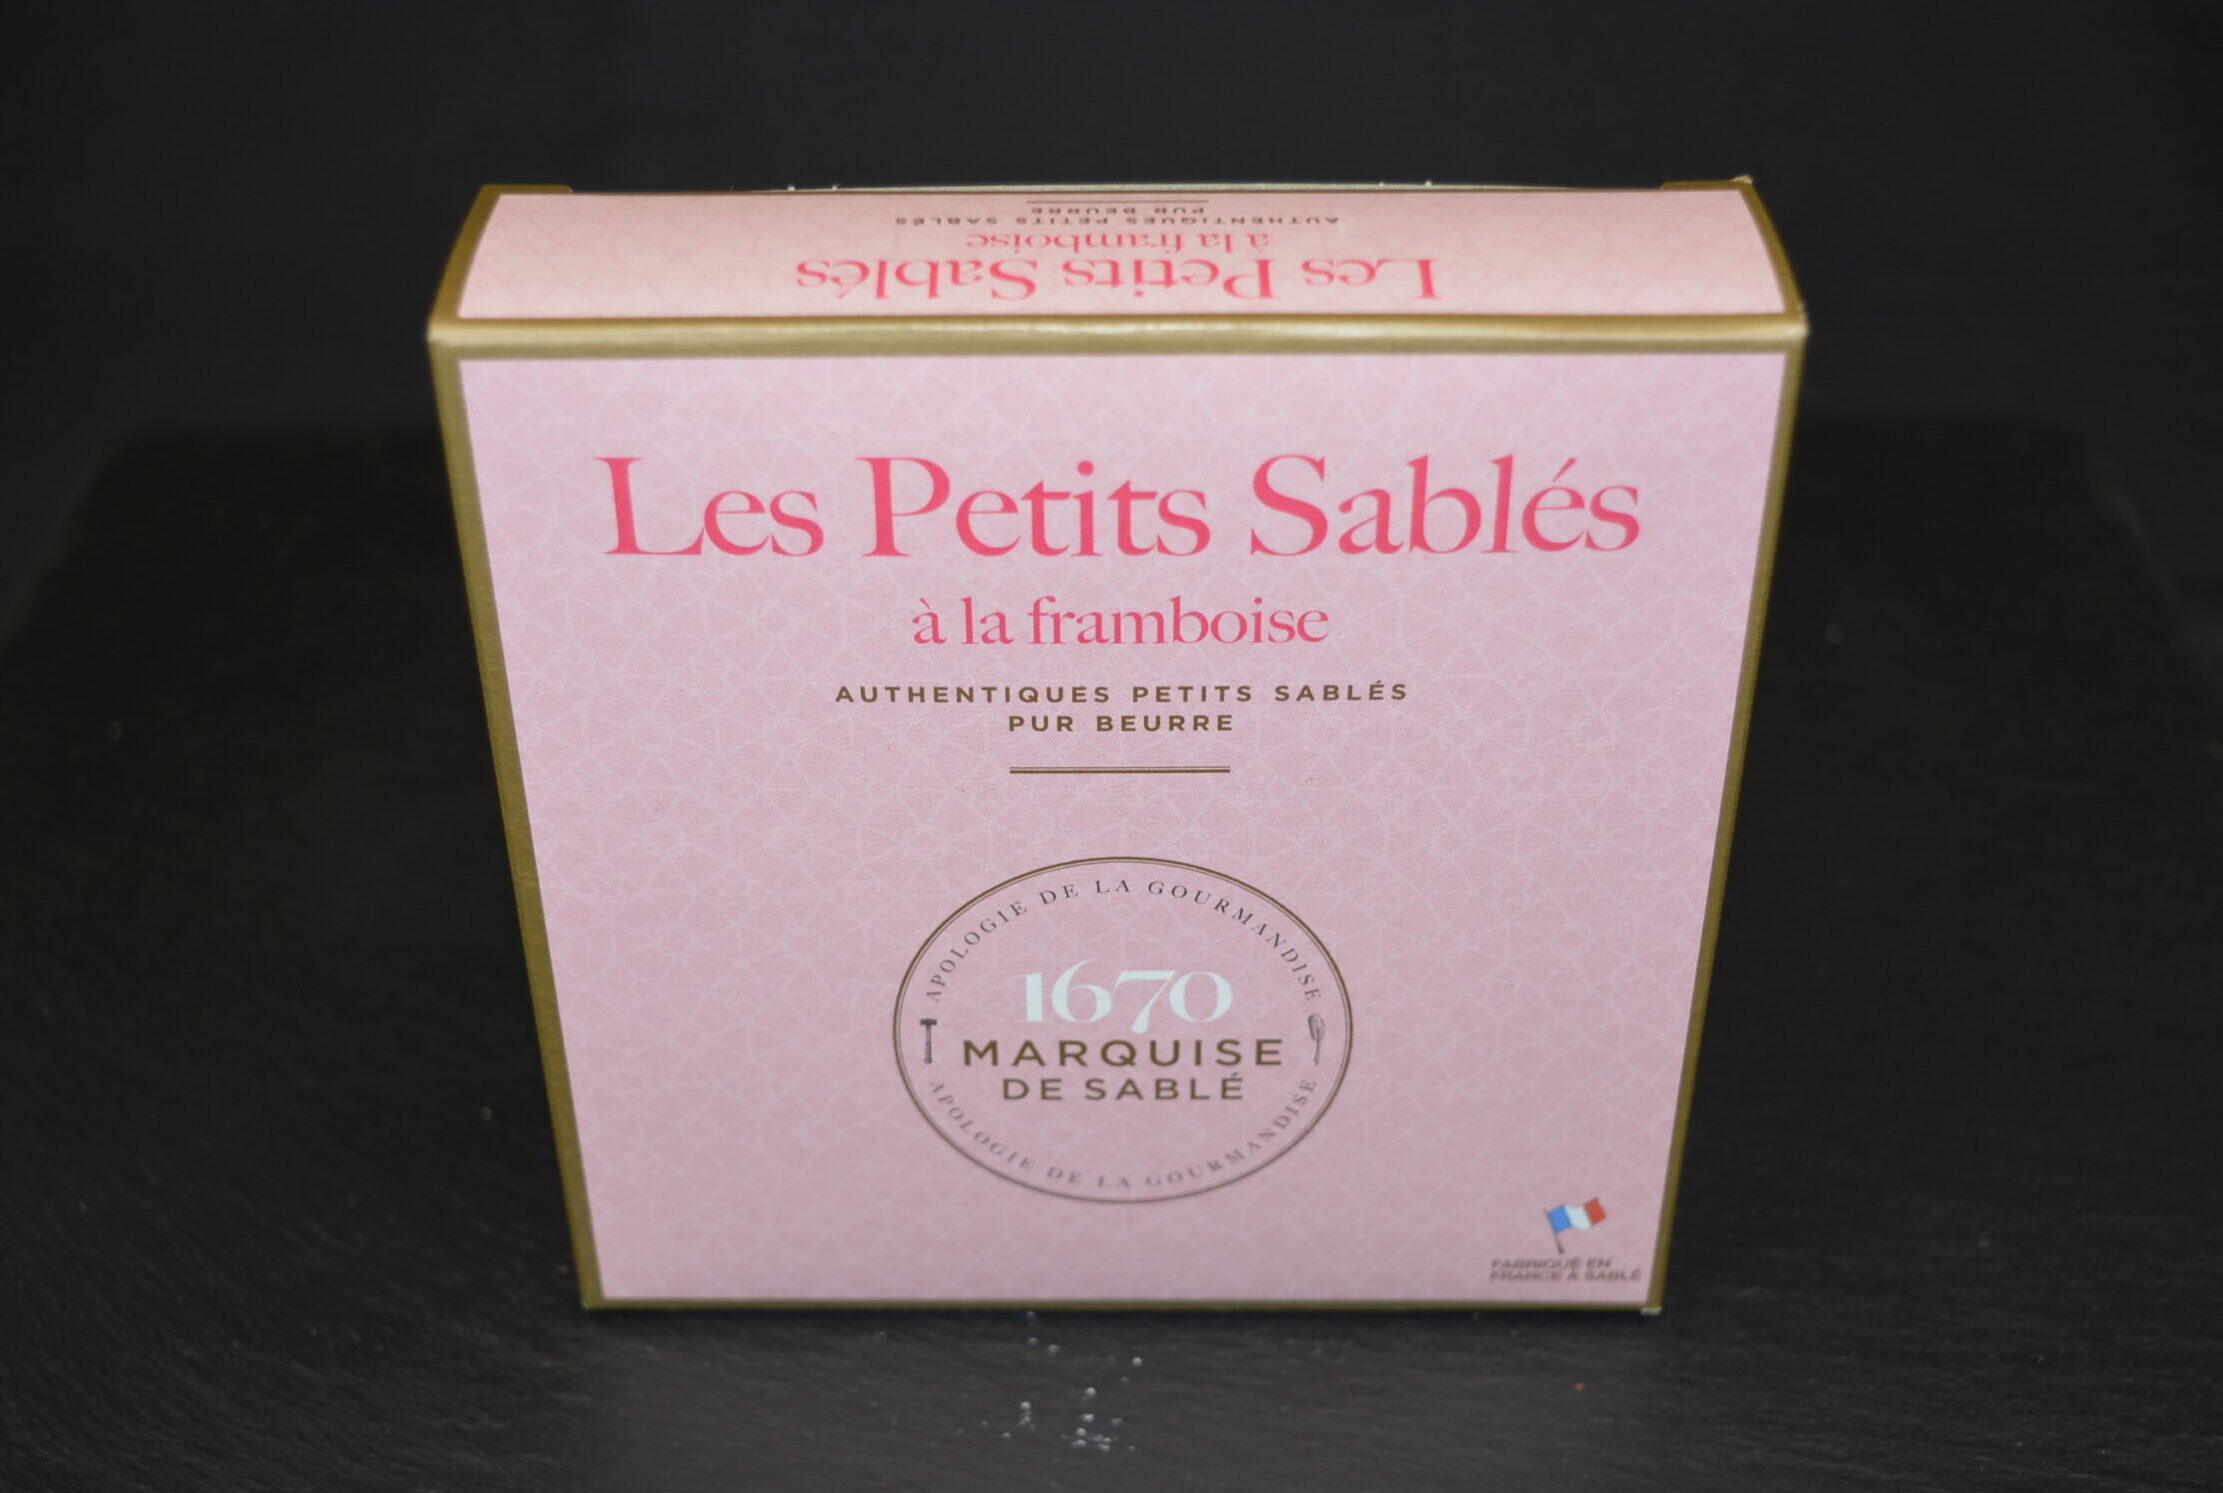 Les Petits Sablés
à la framboise
AUTHENTIQUES PETITS SABLÉS
PUR BEURRE
Les Petits Sablés
à la framboise
AUTHENTIQUES PETITS SABLÉS
PUR BEURRE
APOLOGIE DE LA GOURMANDISE
1670
MARQUISE
DE SABLÉ
APOLOGIE DE LA GOURMANDISE
FABRIQUÉ EN
FRANCE À SABLÉ